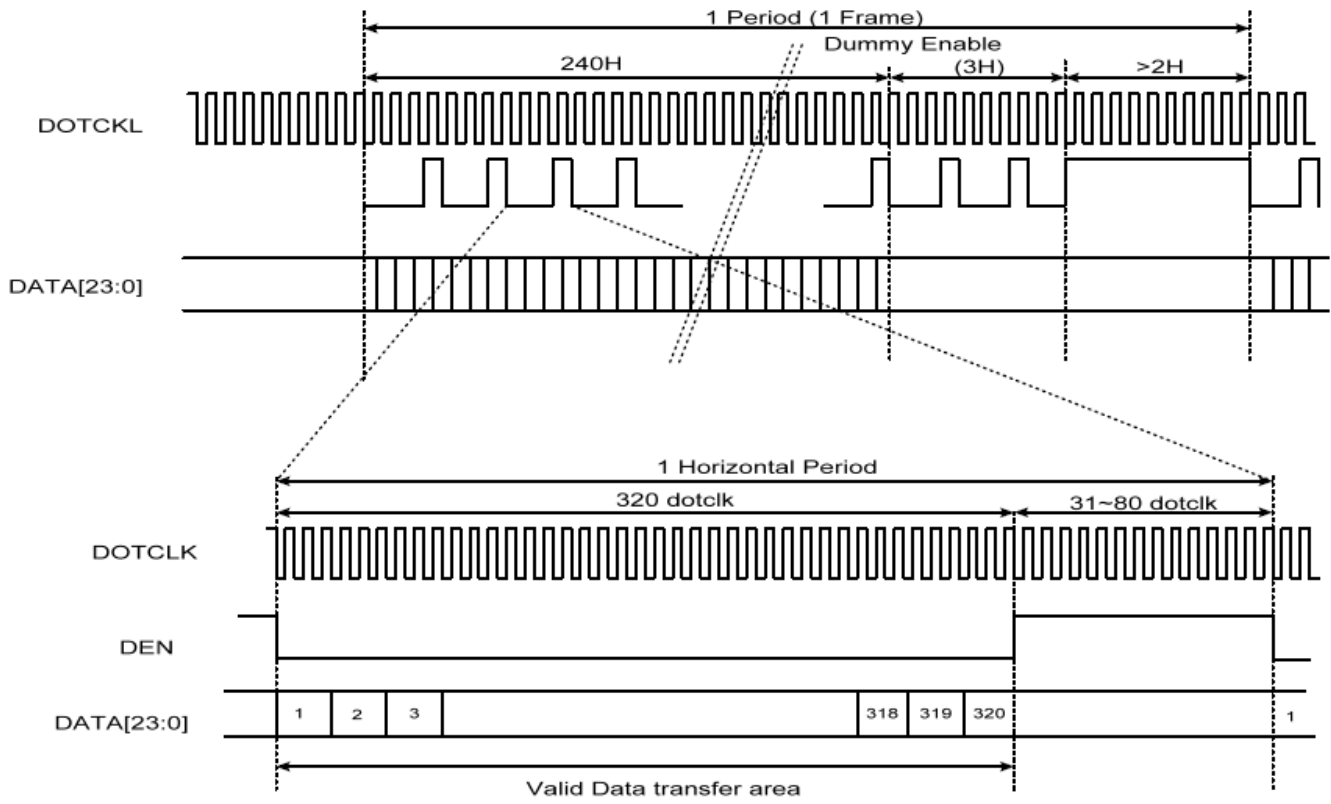 1 Period (1 Frame)
Dummy Enable
240H
(3H)
>2H
DOTCKL
DATA[23:0]
1 Horizontal Period
320 dotclk
31~80 dotclk
DOTCLK
DEN
DATA[23:0]
1
2
3
318
319
320
1
Valid Data transfer area